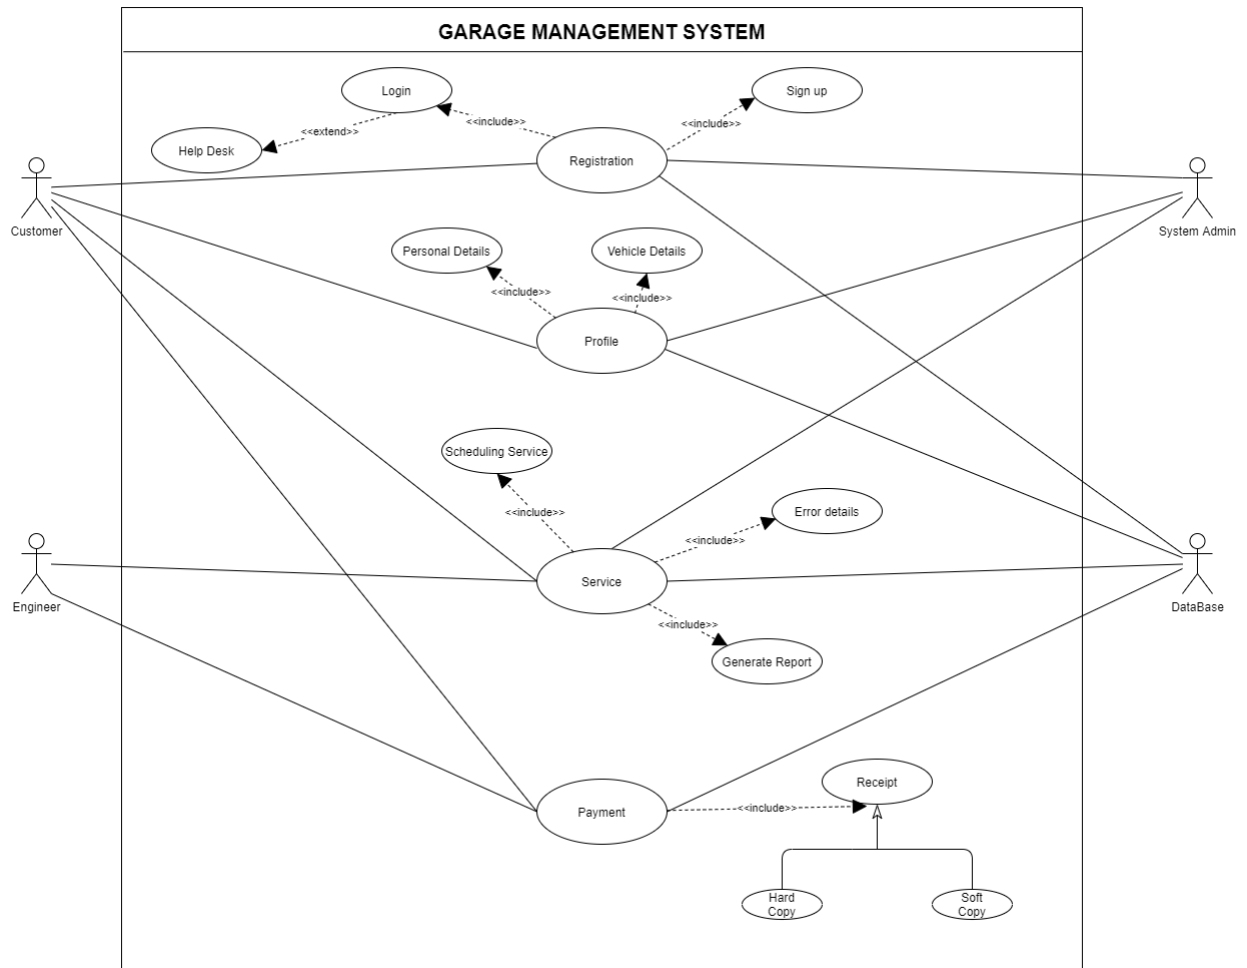 GARAGE MANAGEMENT SYSTEM
Login
Sign up
<<include>>
<<include>>
<<extend>>
Help Desk
Registration
Customer
System Admin
Personal Details
Vehicle Details
<<include>>
<<include>>
Profile
Scheduling Service
<<include>>
Error details
<<include>>
Service
Engineer
DataBase
<<include>>
Generate Report
Receipt
Payment
<<include>>
Hard
Copy
Soft
Copy